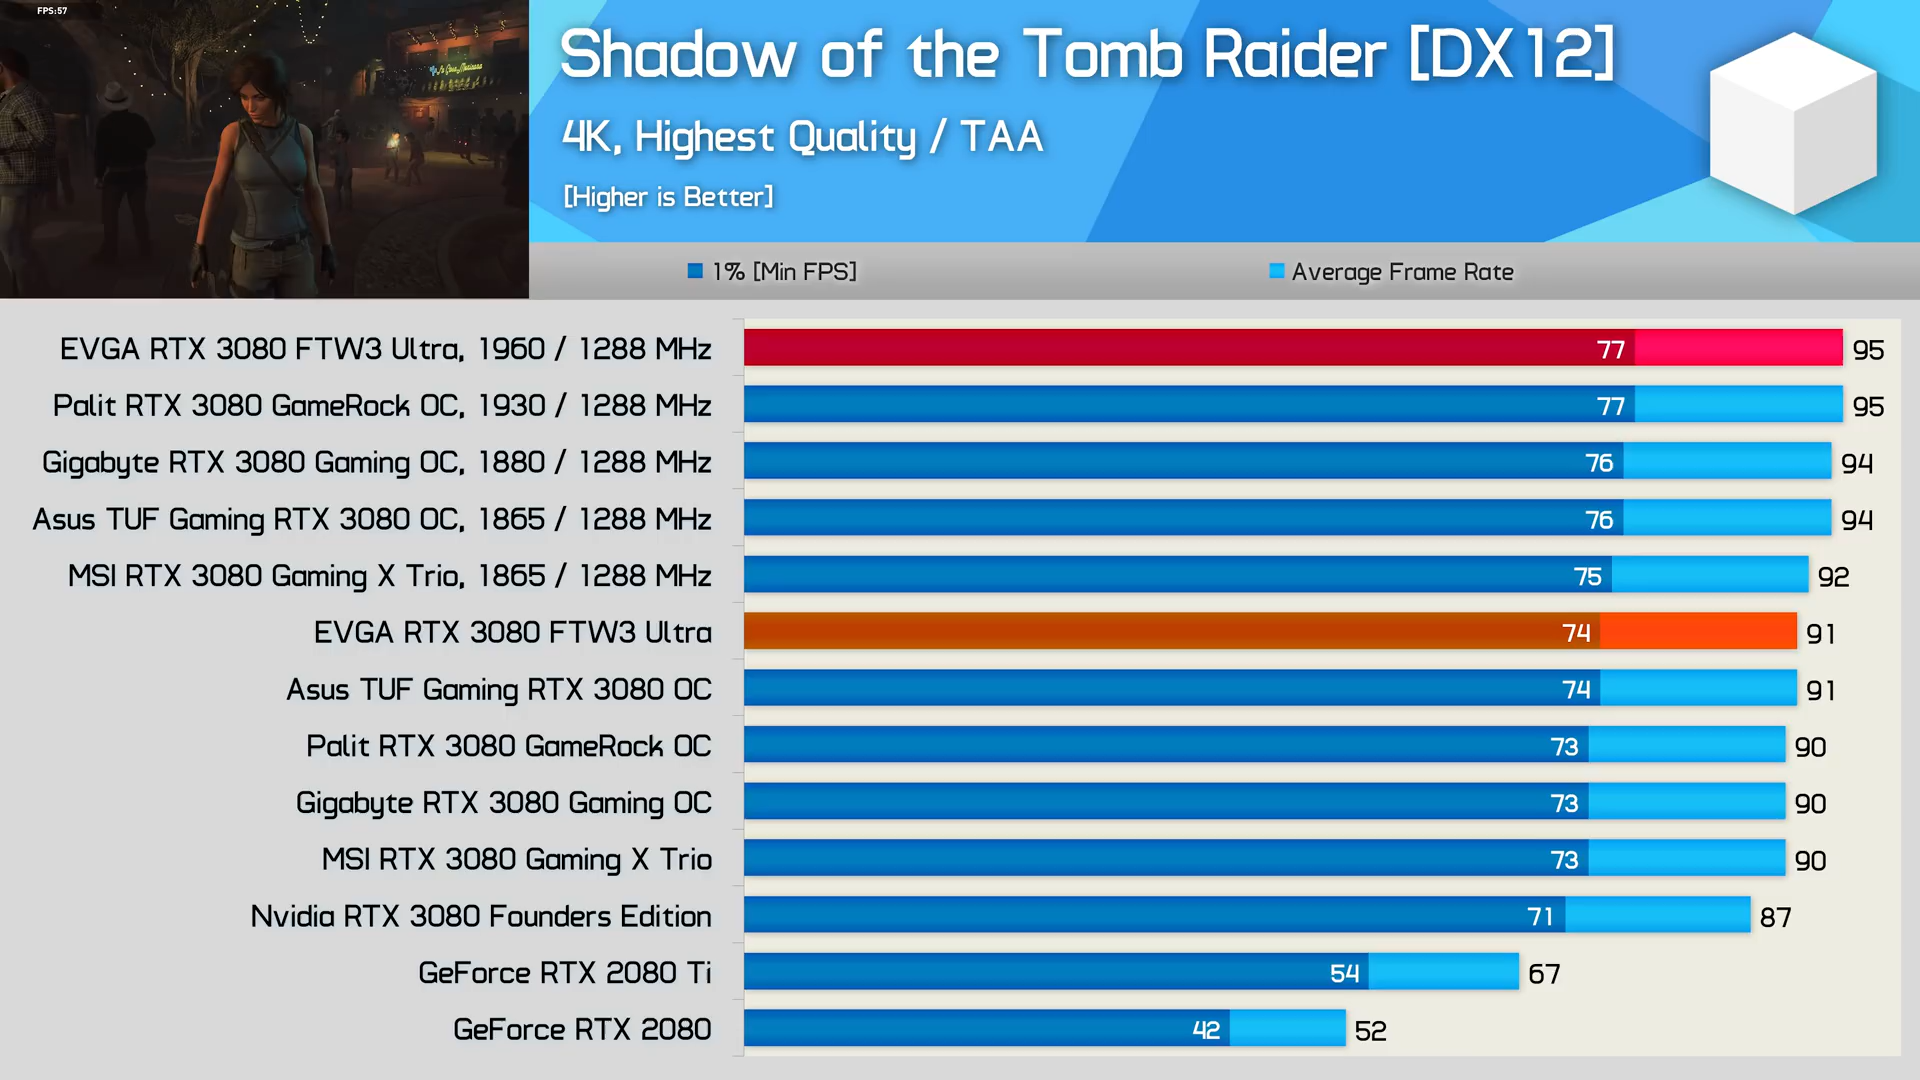 FPS:57
Shadow of the Tomb Raider [DX12]
4K, Highest Quality / TAA
[Higher is Better]
1% [Min FPS]
Average Frame Rate
EVGA RTX 3080 FTW3 Ultra, 1960 / 1288 MHz 77 95
Palit RTX 3080 GameRock OC, 1930 / 1288 MHz 77 95
Gigabyte RTX 3080 Gaming OC, 1880 / 1288 MHz 76 94
Asus TUF Gaming RTX 3080 OC, 1865 / 1288 MHz 76 94
MSI RTX 3080 Gaming X Trio, 1865 / 1288 MHz 75 92
EVGA RTX 3080 FTW3 Ultra 74 91
Asus TUF Gaming RTX 3080 OC 74 91
Palit RTX 3080 GameRock OC 73 90
Gigabyte RTX 3080 Gaming OC 73 90
MSI RTX 3080 Gaming X Trio 73 90
Nvidia RTX 3080 Founders Edition 71 87
GeForce RTX 2080 Ti 54 67
GeForce RTX 2080 42 52